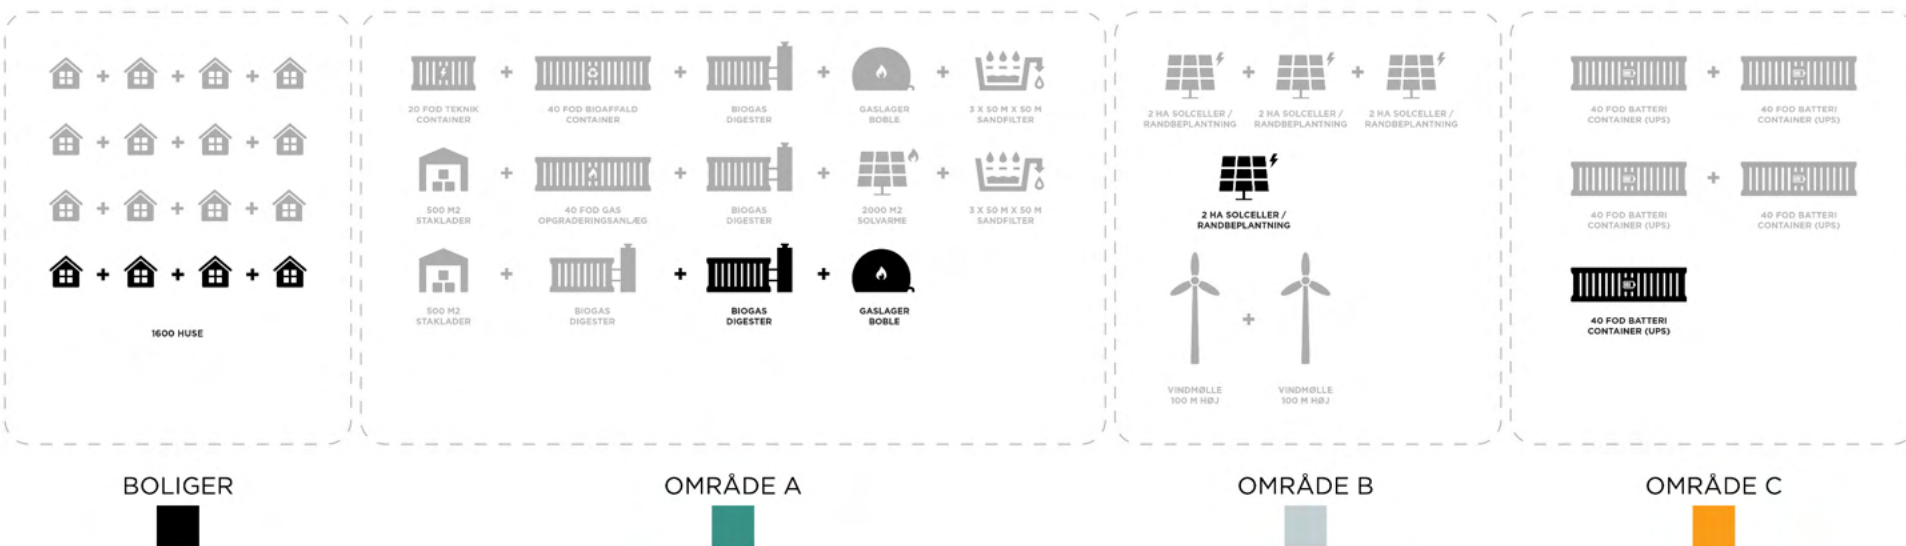 1600 HUSE
BOLIGER
20 FOD TEKNIK
CONTAINER
40 FOD BIOAFFALD
CONTAINER
BIOGAS
DIGESTER
GASLAGER
BOBLE
3 X 50 M X 50 M
SANDFILTER
500 M2
STAKLADER
40 FOD GAS
OPGRADERINGSANLÆG
BIOGAS
DIGESTER
2000 M2
SOLVARME
3 X 50 M X 50 M
SANDFILTER
500 M2
STAKLADER
BIOGAS
DIGESTER
BIOGAS
DIGESTER
GASLAGER
BOBLE
OMRÅDE A
2 HA SOLCELLER /
RANDBEPLANTNING
2 HA SOLCELLER /
RANDBEPLANTNING
2 HA SOLCELLER /
RANDBEPLANTNING
2 HA SOLCELLER /
RANDBEPLANTNING
VINDMØLLE
100 M HØJ
VINDMØLLE
100 M HØJ
OMRÅDE B
40 FOD BATTERI
CONTAINER (UPS)
40 FOD BATTERI
CONTAINER (UPS)
40 FOD BATTERI
CONTAINER (UPS)
40 FOD BATTERI
CONTAINER (UPS)
40 FOD BATTERI
CONTAINER (UPS)
OMRÅDE C